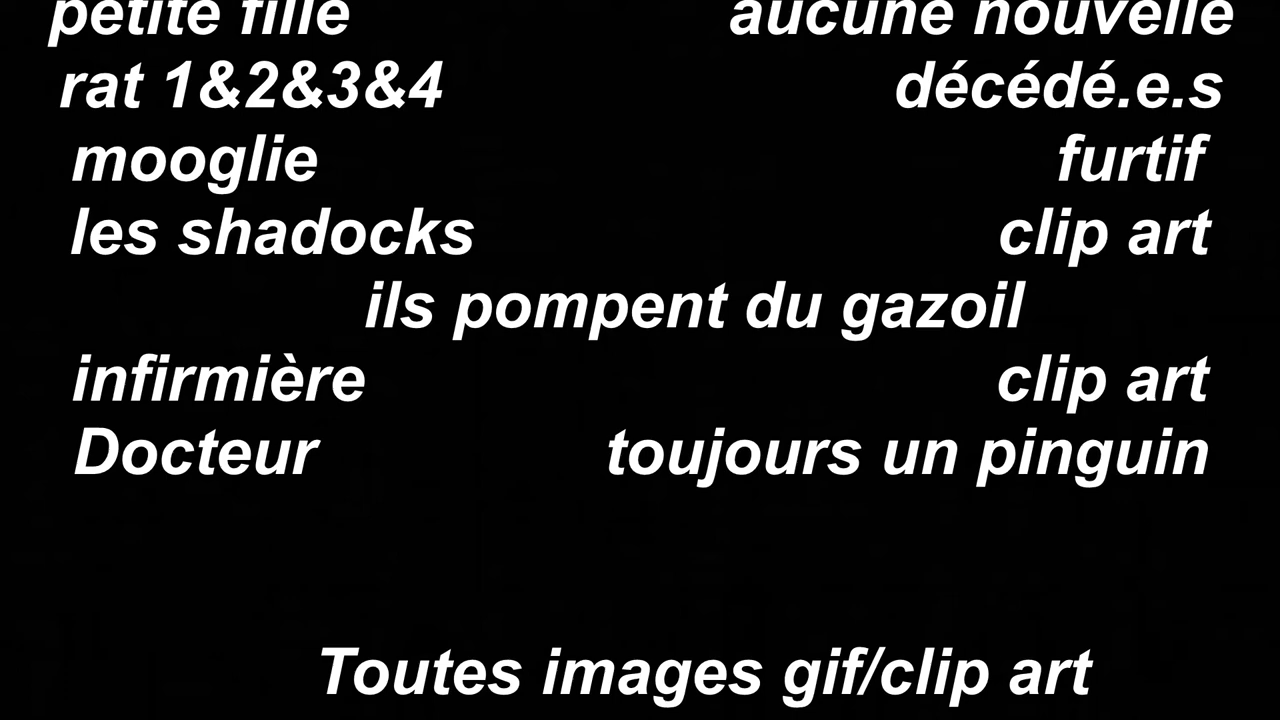 petite fille aucune nouvelle
rat 1&2&3&4 décédé.e.s
mooglie furtif
les shadocks clip art
ils pompent du gazoil
infirmière clip art
Docteur toujours un pinguin
Toutes images gif/clip art